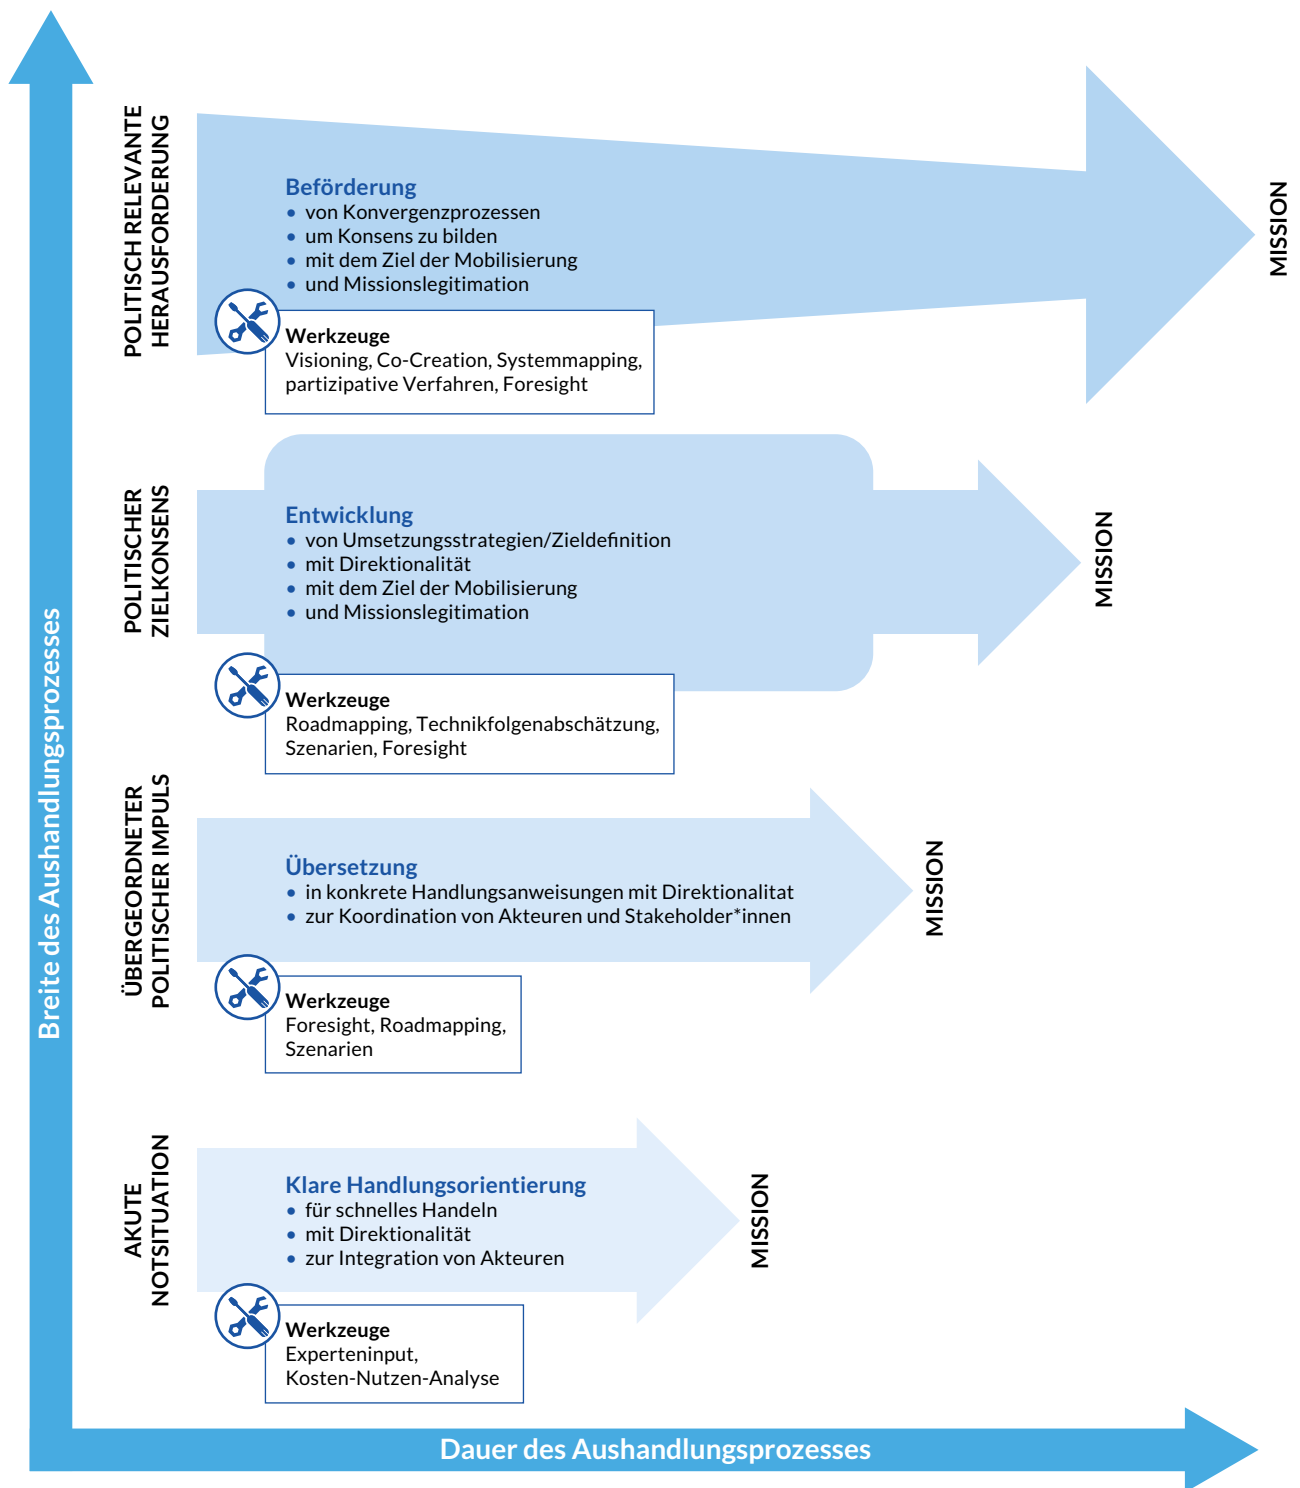 POLITISCH RELEVANTE
HERAUSFORDERUNG
Beförderung
• von Konvergenzprozessen
• um Konsens zu bilden
• mit dem Ziel der Mobilisierung
• und Missionslegitimation
Werkzeuge
Visioning, Co-Creation, Systemmapping,
partizipative Verfahren, Foresight
MISSION
POLITISCHER
ZIELKONSENS
Entwicklung
• von Umsetzungsstrategien/Zieldefinition
• mit Direktionalität
• mit dem Ziel der Mobilisierung
• und Missionslegitimation
Werkzeuge
Roadmapping, Technikfolgenabschätzung,
Szenarien, Foresight
MISSION
ÜBERGEORDNETER
POLITISCHER IMPULS
Übersetzung
• in konkrete Handlungsanweisungen mit Direktionalitat
• zur Koordination von Akteuren und Stakeholder*innen
Werkzeuge
Foresight, Roadmapping,
Szenarien
MISSION
AKUTE
NOTSITUATION
Klare Handlungsorientierung
• für schnelles Handeln
• mit Direktionalität
• zur Integration von Akteuren
Werkzeuge
Experteninput,
Kosten-Nutzen-Analyse
MISSION
Breite des Aushandlungsprozesses
Dauer des Aushandlungsprozesses